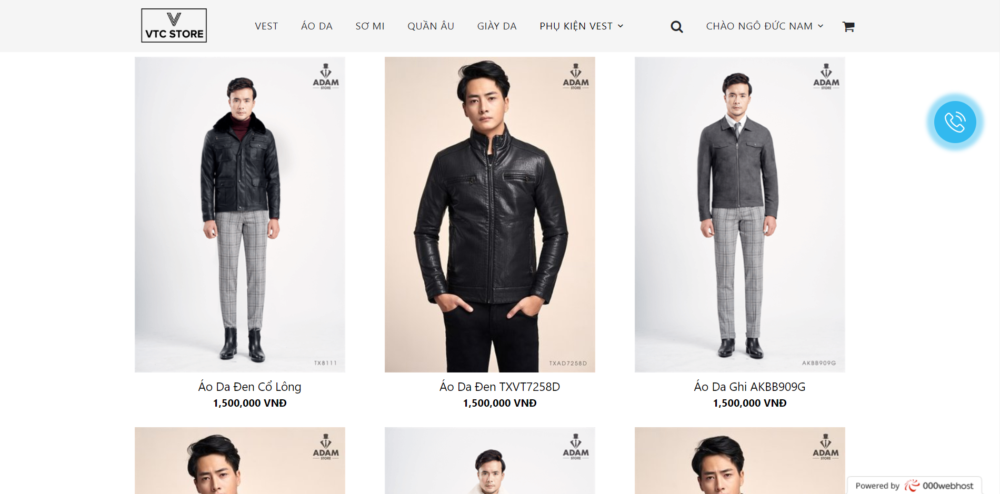 VTC STORE
VEST
ÁO DA
SƠ MI
QUẦN ÂU
GIÀY DA
PHỤ KIỆN VEST
CHÀO NGÔ ĐỨC NAM
ADAM
STORE
TX8111
ADAM
STORE
TXAD7258D
ADAM
STORE
AKBB909G
Áo Da Đen Cổ Lông
1,500,000 VNĐ
Áo Da Đen TXVT7258D
1,500,000 VNĐ
Áo Da Ghi AKBB909G
1,500,000 VNĐ
ADAM
STORE
ADAM
STORE
ADAM
STORE
Powered by 000webhost